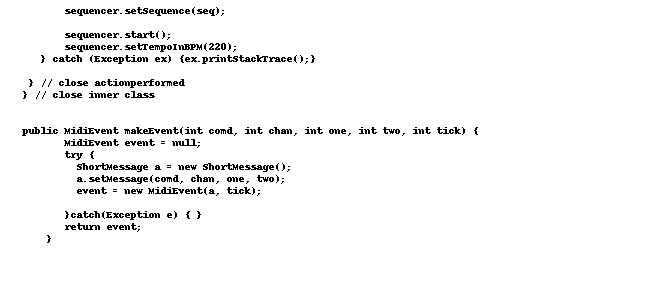 sequencer.setSequence(seq);
sequencer.start();
sequencer.setTempoInBPM(220);
} catch (Exception ex) {ex.printStackTrace();}
} // close actionperformed
} // close inner class
public MidiEvent makeEvent(int comd, int chan, int one, int two, int tick) {
MidiEvent event = null;
try {
ShortMessage a = new ShortMessage();
a.setMessage(comd, chan, one, two);
event = new MidiEvent(a, tick);
}catch(Exception e) { }
return event;
}